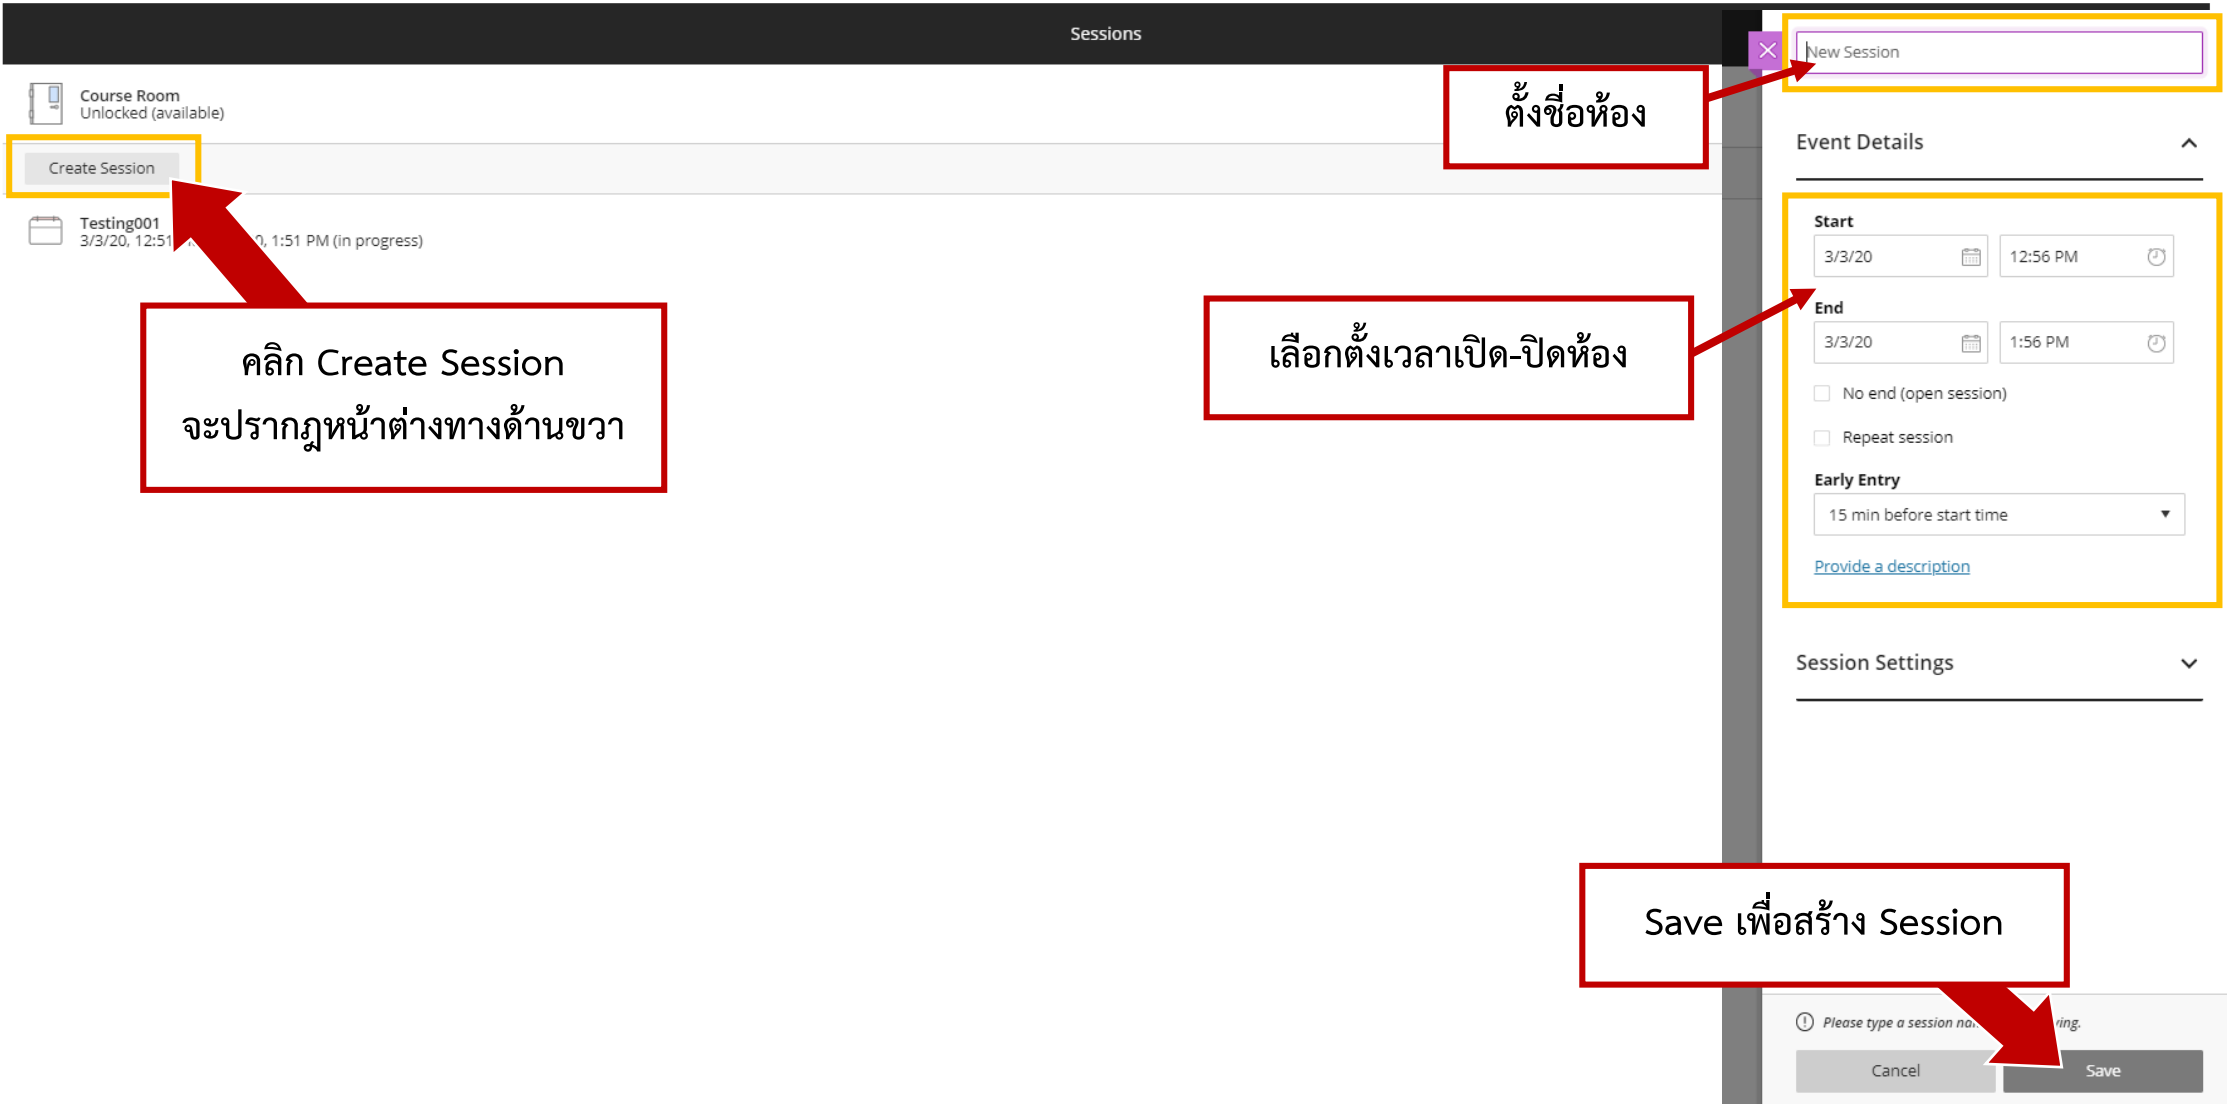 Sessions
Course Room
Unlocked (available)
Create Session
Testing001
3/3/20, 12:51 0, 1:51 PM (in progress)
คลิก Create Session
จะปรากฎหน้าต่างทางด้านขวา
ตั้งชื่อห้อง
เลือกตั้งเวลาเปิด-ปิดห้อง
Save เพื่อสร้าง Session
New Session
Event Details
Start
3/3/20
12:56 PM
End
3/3/20
1:56 PM
No end (open session)
Repeat session
Early Entry
15 min before start time
Provide a description
Session Settings
Please type a session
Cancel
Save